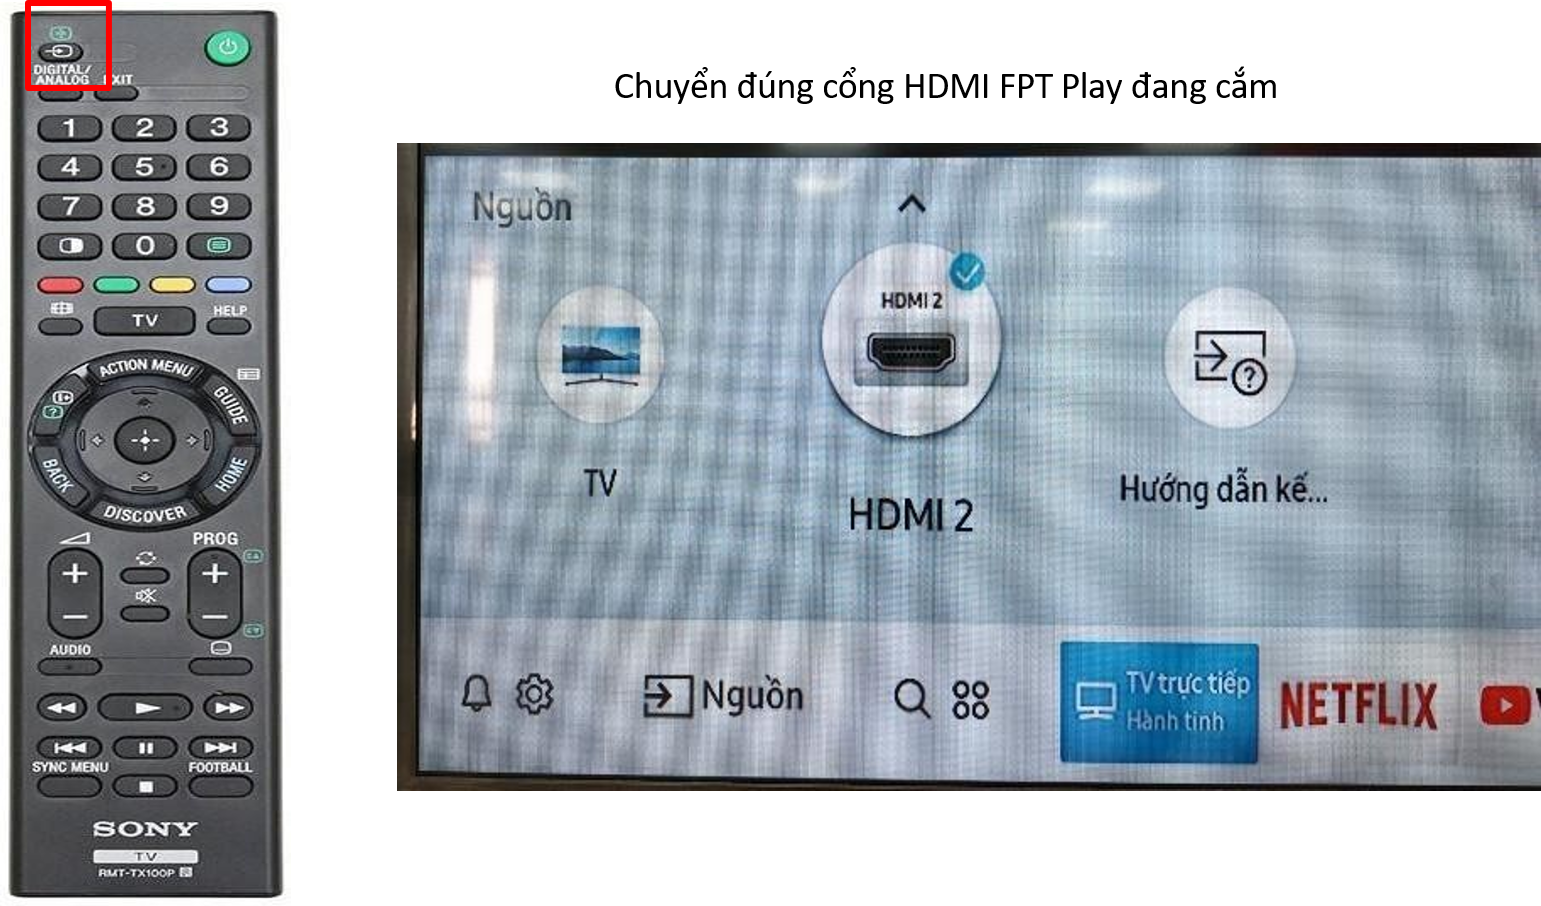 DIGITAL/
ANALOG
EXIT
1 2 3
4 5 6
7 8 9
0
TV
HELP
ACTION MENU
GUIDE
BACK
HOME
DISCOVER
PROG
AUDIO
SYNC MENU
FOOTBALL
SONY
TV
RMT-TX100P
Chuyển đúng cổng HDMI FPT Play đang cắm
Nguồn
HDMI 2
TV
HDMI 2
Hướng dẫn kế...
Nguồn
TV trực tiếp
Hành tinh
NETFLIX